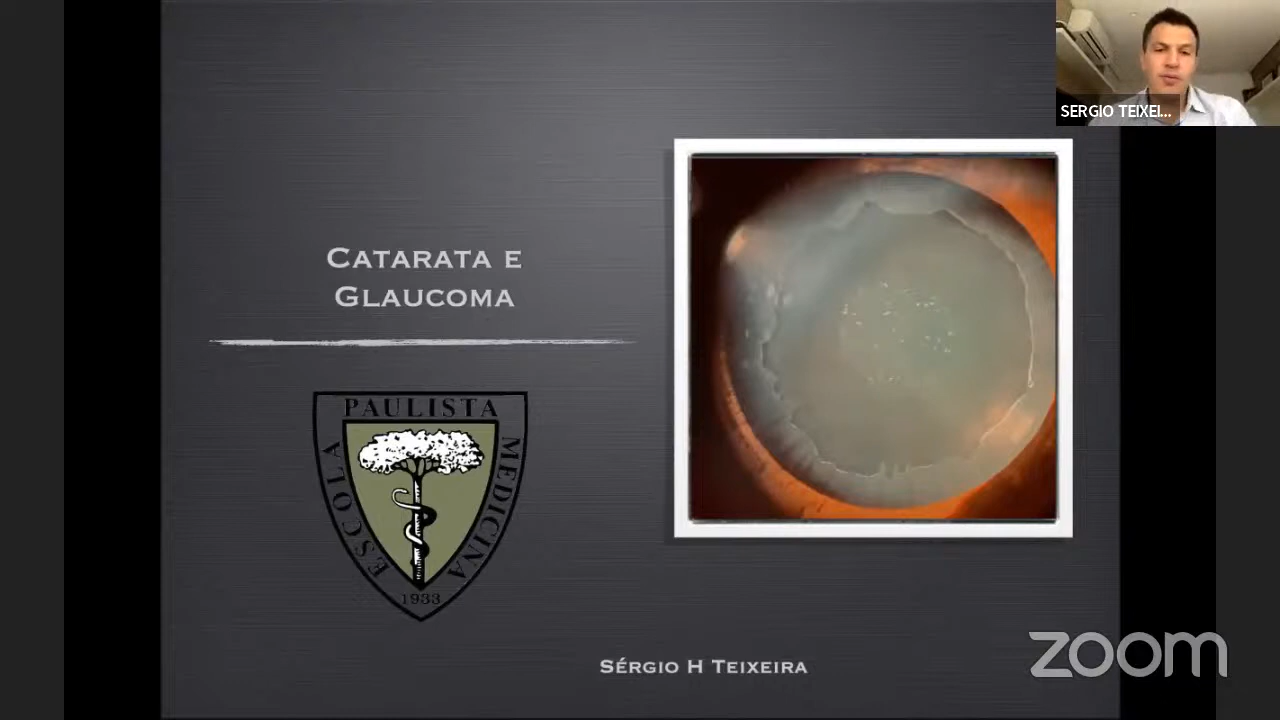 SERGIO TEIXEI...
CATARATA E
GLAUCOMA
PAULISTA
ESCOLA
MEDICINA
1933
SÉRGIO H TEIXEIRA
zoom